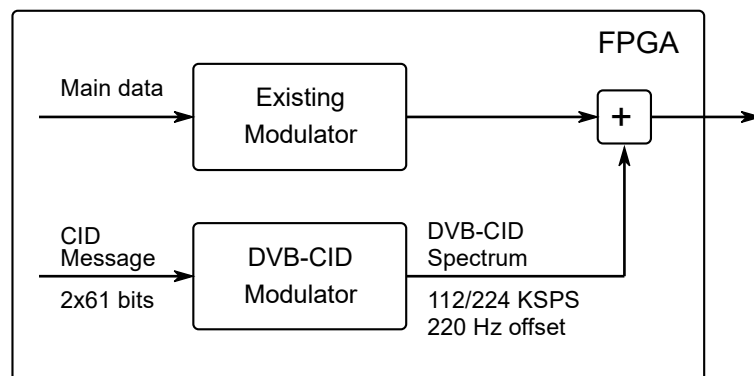 FPGA
Main data
Existing
Modulator
+
CID
Message
2x61 bits
DVB-CID
Modulator
DVB-CID
Spectrum
112/224 KSPS
220 Hz offset